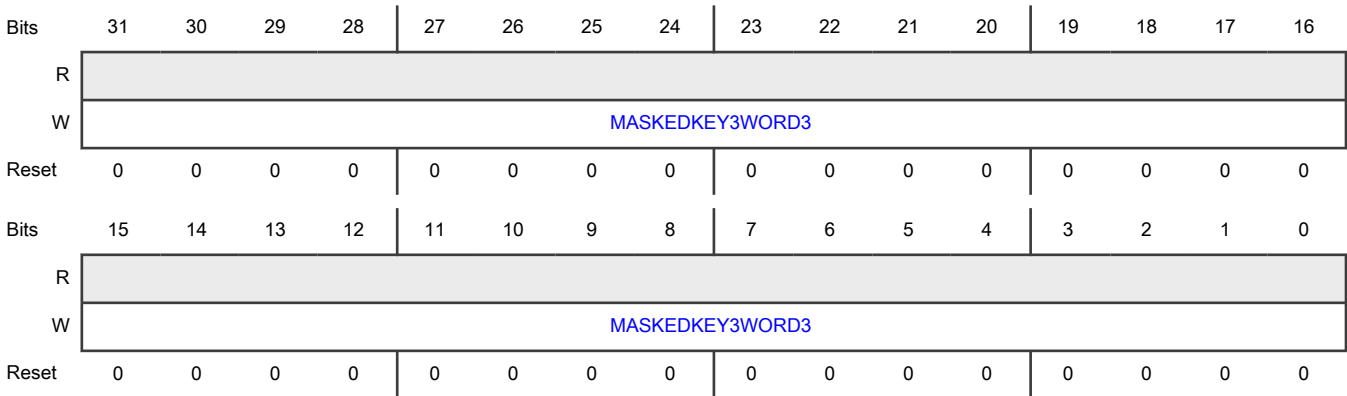 Bits 31 30 29 28 27 26 25 24 23 22 21 20 19 18 17 16
R
W MASKEDKEY3WORD3
Reset 0 0 0 0 0 0 0 0 0 0 0 0 0 0 0 0
Bits 15 14 13 12 11 10 9 8 7 6 5 4 3 2 1 0
R
W MASKEDKEY3WORD3
Reset 0 0 0 0 0 0 0 0 0 0 0 0 0 0 0 0